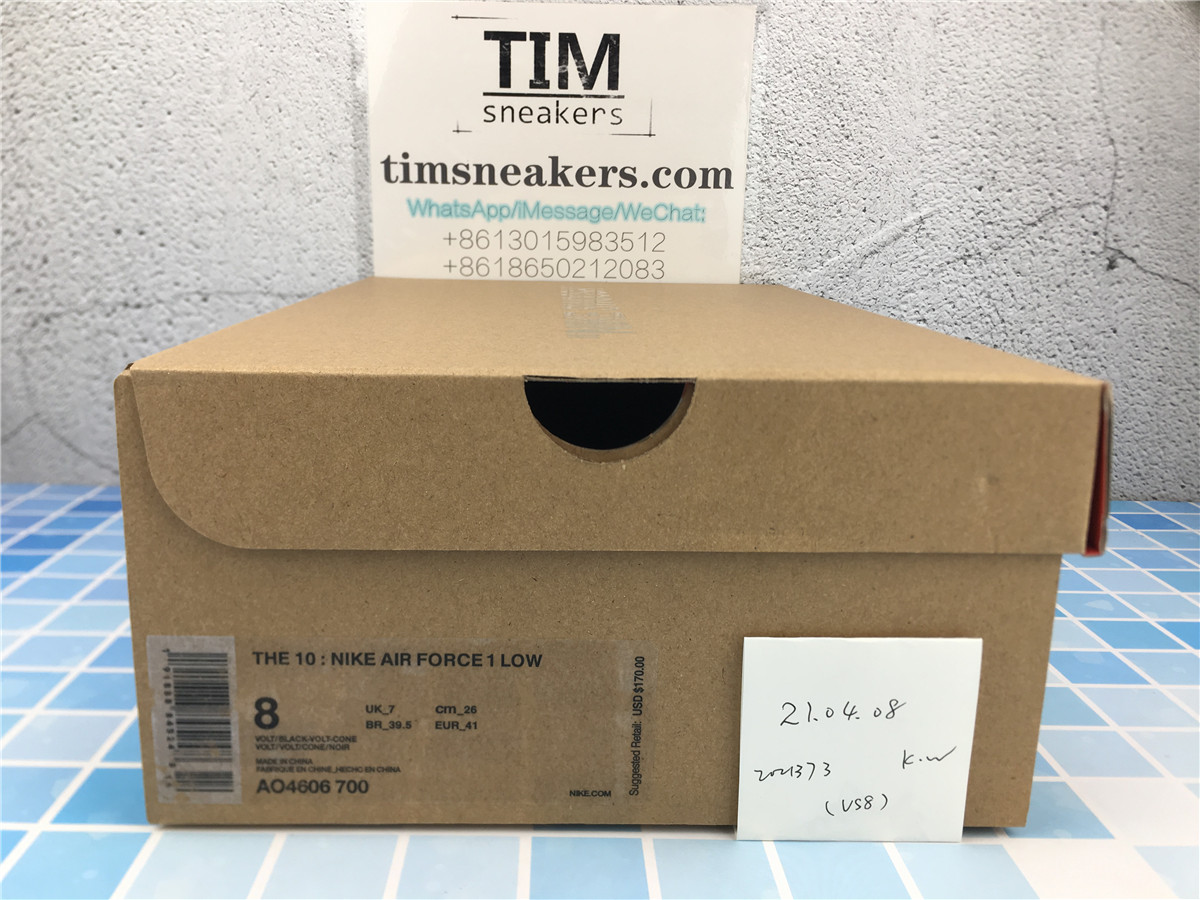 TIM
sneakers
timsneakers.com
WhatsApp/iMessage/WeChat:
+8613015983512
+8618650212083
THE 10 : NIKE AIR FORCE 1 LOW
8
UK_7 cm_26
BR_39.5 EUR_41
VOLT/BLACK-VOLT-CONE
VOLT/VOLT/CONE/NOIR
MADE IN CHINA
FABRIQUE EN CHINE_HECHO EN CHINA
AO4606 700
NIKE.COM
Suggested Retail: USD $170.00
21.04.08
K.W
(US8)